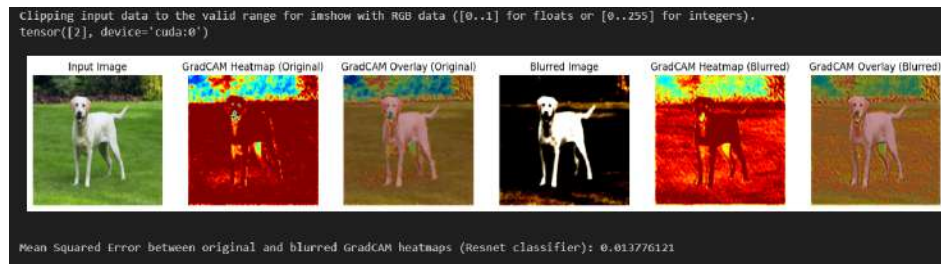 Clipping input data to the valid range for imshow with RGB data ([0..1] for floats or [0..255] for integers).
tensor([2], device='cuda:0')
Input Image GradCAM Heatmap (Original) GradCAM Overlay (Original) Blurred Image GradCAM Heatmap (Blurred) GradCAM Overlay (Blurred)
Mean Squared Error between original and blurred GradCAM heatmaps (Resnet classifier): 0.013776121